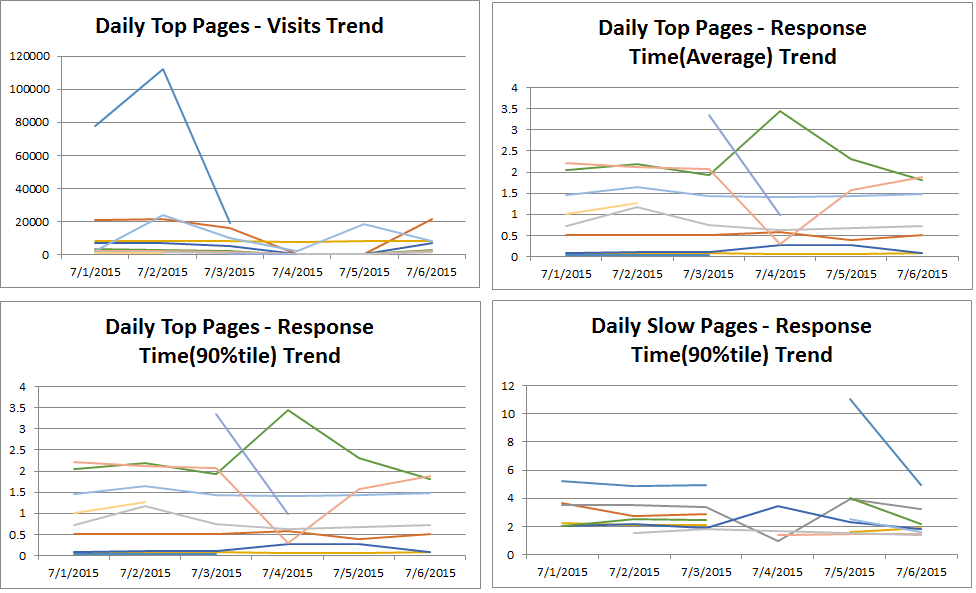 Daily Top Pages - Visits Trend
120000
100000
80000
60000
40000
20000
0
7/1/2015 7/2/2015 7/3/2015 7/4/2015 7/5/2015 7/6/2015
Daily Top Pages - Response
Time(Average) Trend
4
3.5
3
2.5
2
1.5
1
0.5
0
7/1/2015 7/2/2015 7/3/2015 7/4/2015 7/5/2015 7/6/2015
Daily Top Pages - Response
Time(90%tile) Trend
4
3.5
3
2.5
2
1.5
1
0.5
0
7/1/2015 7/2/2015 7/3/2015 7/4/2015 7/5/2015 7/6/2015
Daily Slow Pages - Response
Time(90%tile) Trend
12
10
8
6
4
2
0
7/1/2015 7/2/2015 7/3/2015 7/4/2015 7/5/2015 7/6/2015